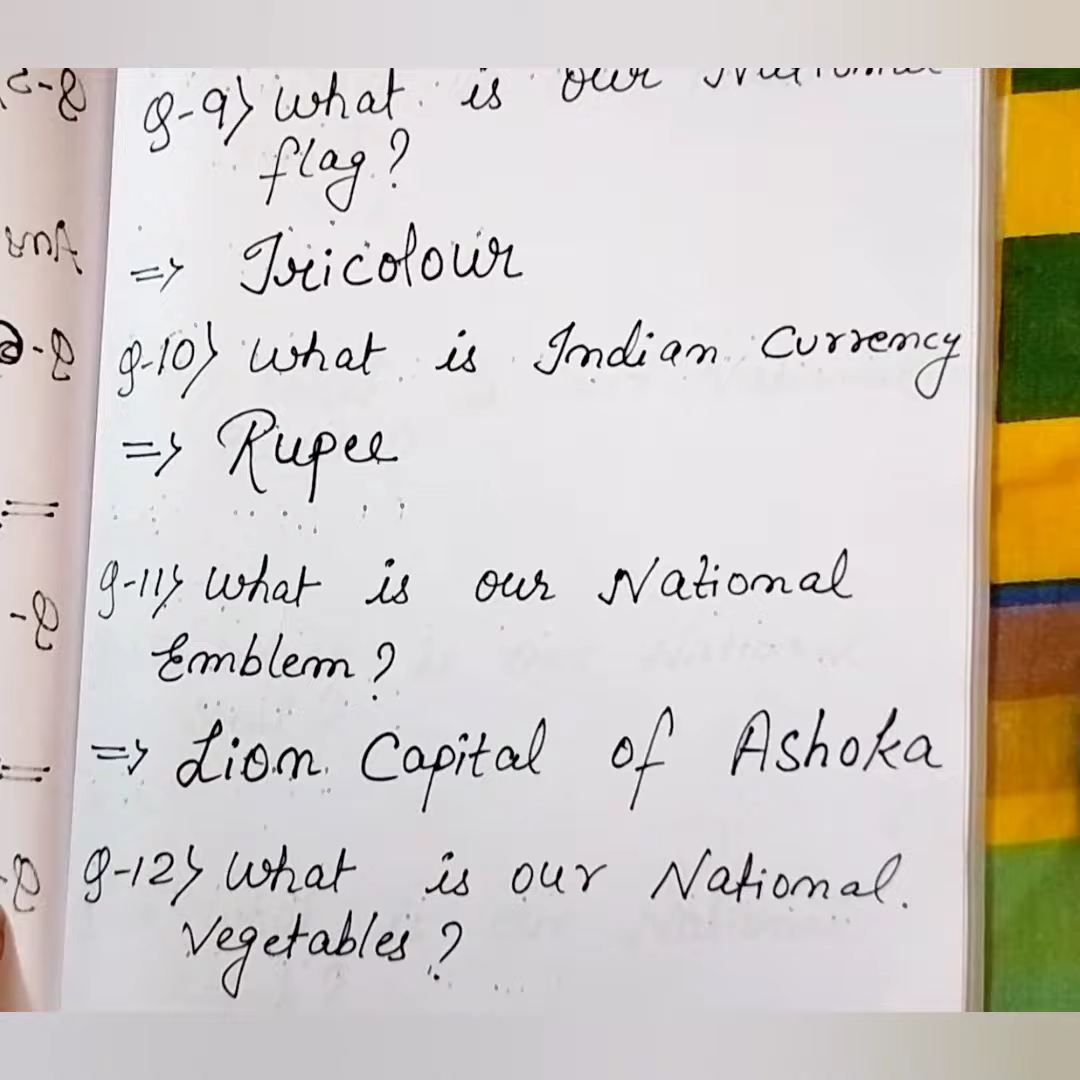 Q-9) What is our National
flag?
=> Tricolour
Q-10) What is Indian Currency
=> Rupee
Q-11) What is our National
Emblem?
=> Lion Capital of Ashoka
Q-12) What is our National.
Vegetables?